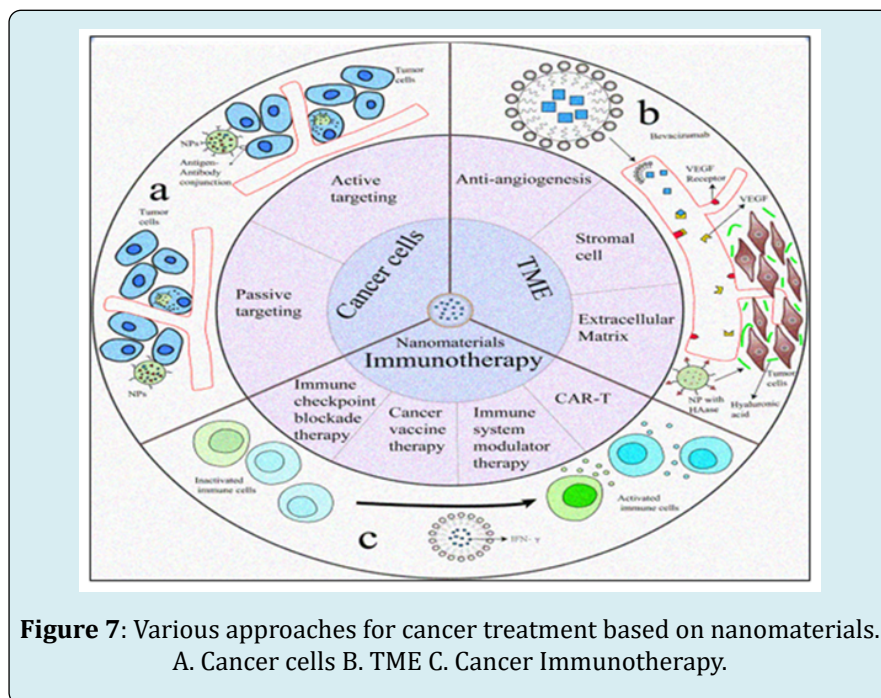 Tumor
cells
NPs
Antigen-
Antibody
conjunction
a
Tumor
cells
NPs
b
Bevacizumab
VEGF
Receptor
VEGF
Tumor
cells
NP with
HAase
Hyaluronic
acid
Active
targeting
Passive
targeting
Anti-angiogenesis
Stromal
cell
Extracellular
Matrix
Cancer cells
TME
Nanomaterials
Immunotherapy
Immune
checkpoint
blockade
therapy
Cancer
vaccine
therapy
Immune
system
modulator
therapy
CAR-T
Inactivated
immune cells
Activated
immune cells
c
IFN- γ
Figure 7: Various approaches for cancer treatment based on nanomaterials.
A. Cancer cells B. TME C. Cancer Immunotherapy.